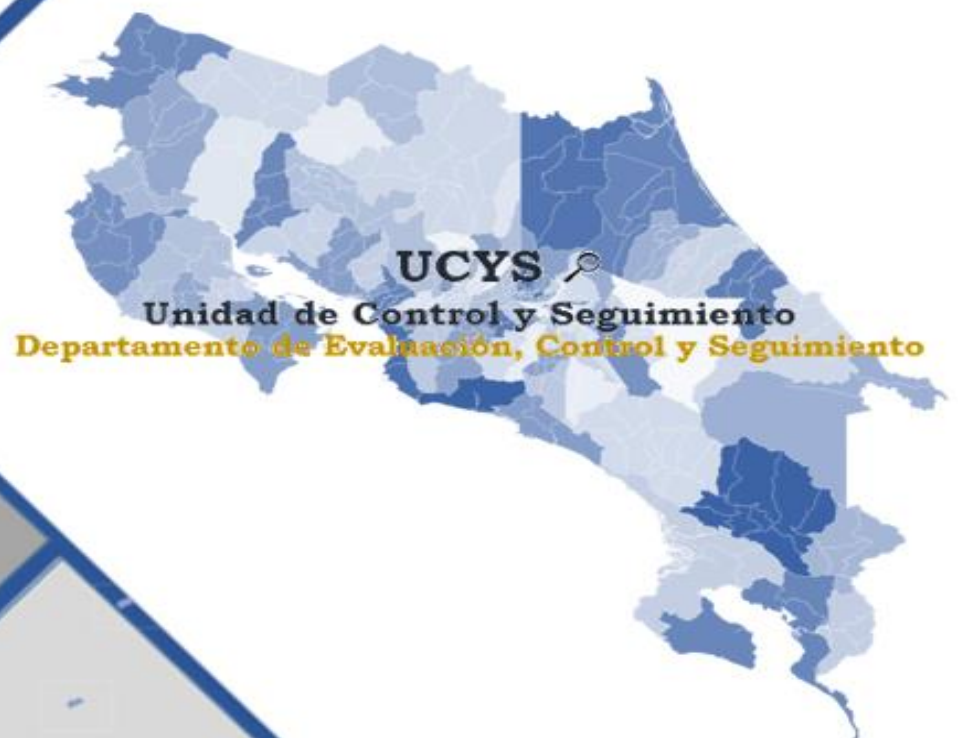 UCYS
Unidad de Control y Seguimiento
Departamento de Evaluación, Control y Seguimiento